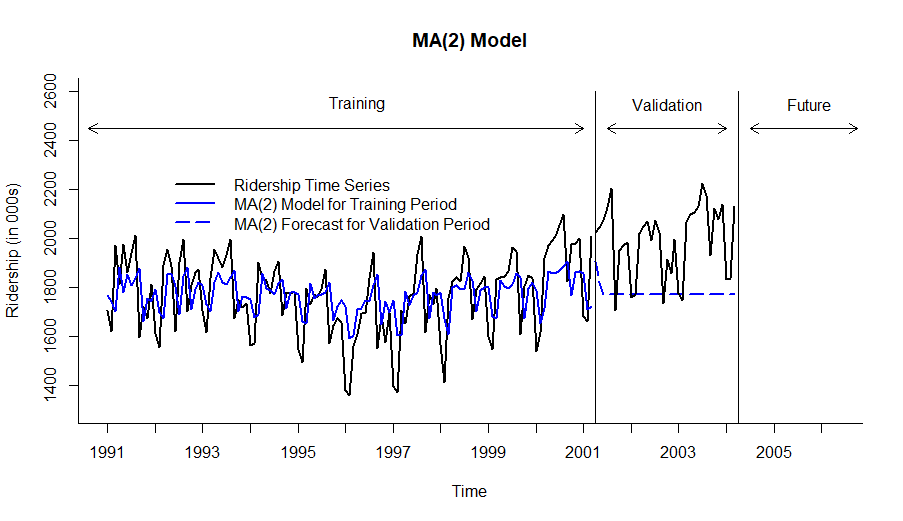 MA(2) Model
Training
Validation
Future
Ridership Time Series
MA(2) Model for Training Period
MA(2) Forecast for Validation Period
Ridership (in 000s)
2600
2400
2200
2000
1800
1600
1400
1991 1993 1995 1997 1999 2001 2003 2005
Time